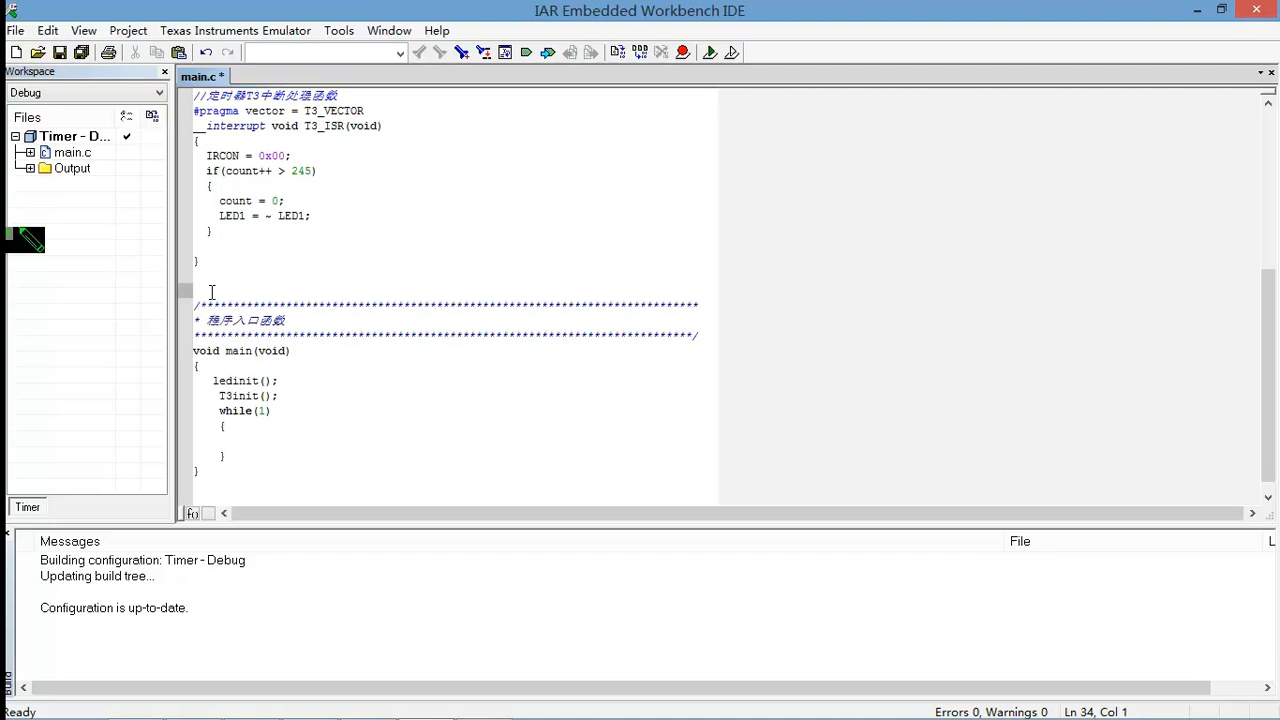 IAR Embedded Workbench IDE
File Edit View Project Texas Instruments Emulator Tools Window Help
Workspace
main.c *
Debug
Files
Timer - D...
main.c
Output
Timer
//定时器T3中断处理函数
#pragma vector = T3_VECTOR
__interrupt void T3_ISR(void)
{
IRCON = 0x00;
if(count++ > 245)
{
count = 0;
LED1 = ~ LED1;
}
}
/****************************************************************************
* 程序入口函数
****************************************************************************/
void main(void)
{
ledinit();
T3init();
while(1)
{
}
}
Messages File L
Building configuration: Timer - Debug
Updating build tree...
Configuration is up-to-date.
Build
Ready Errors 0, Warnings 0 Ln 34, Col 1